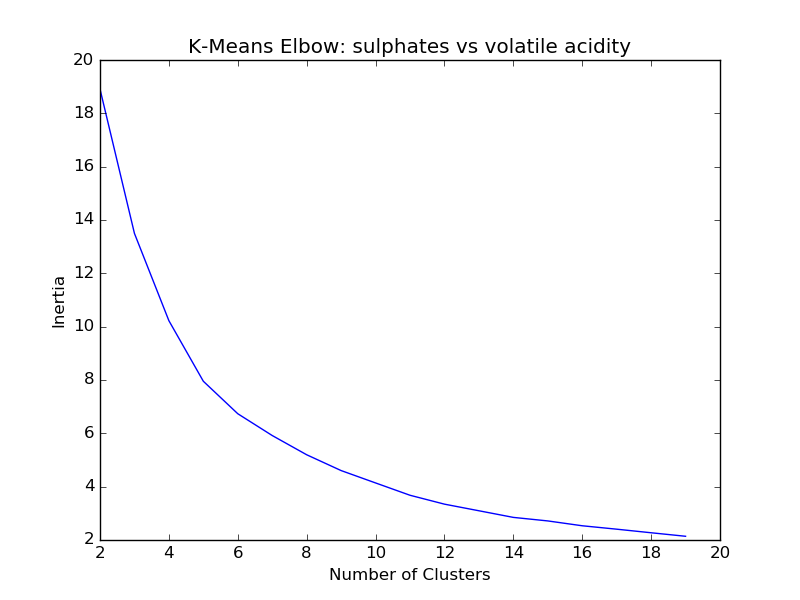 K-Means Elbow: sulphates vs volatile acidity
20
18
16
14
12
10
8
6
4
2
Inertia
2 4 6 8 10 12 14 16 18 20
Number of Clusters